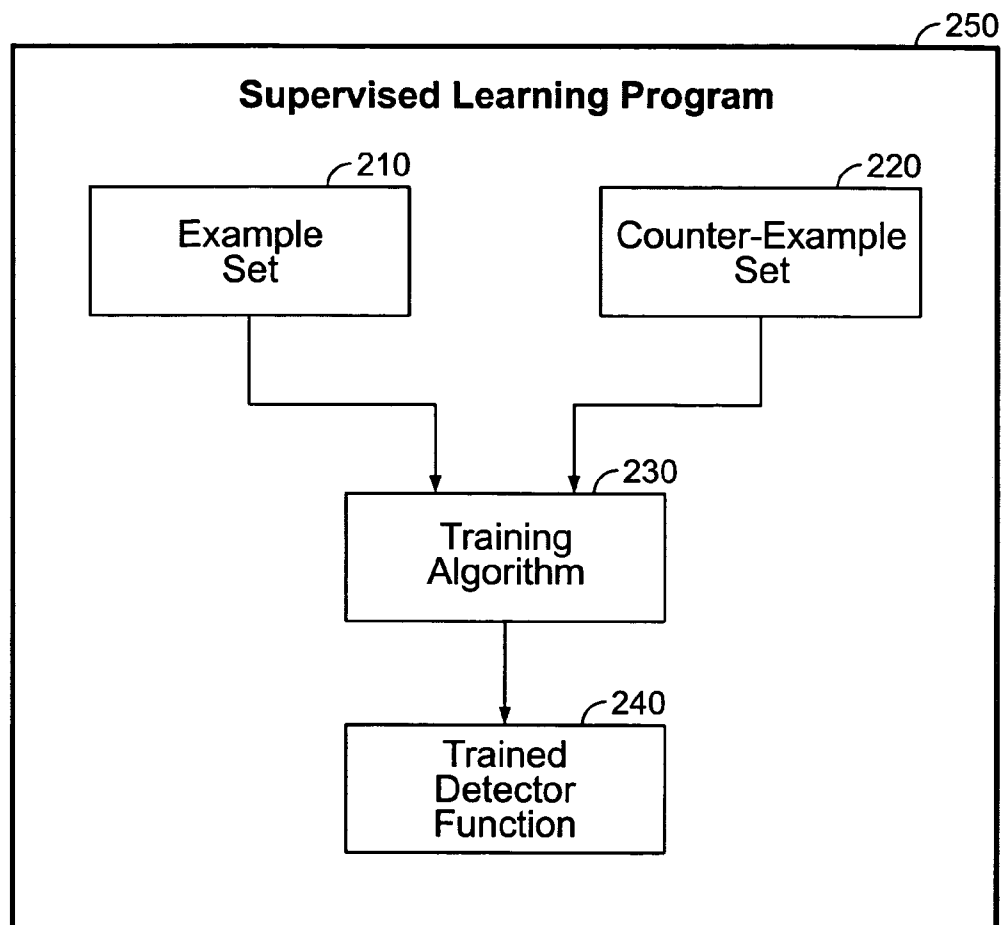 250
Supervised Learning Program
210
220
Example
Set
Counter-Example
Set
230
Training
Algorithm
240
Trained
Detector
Function